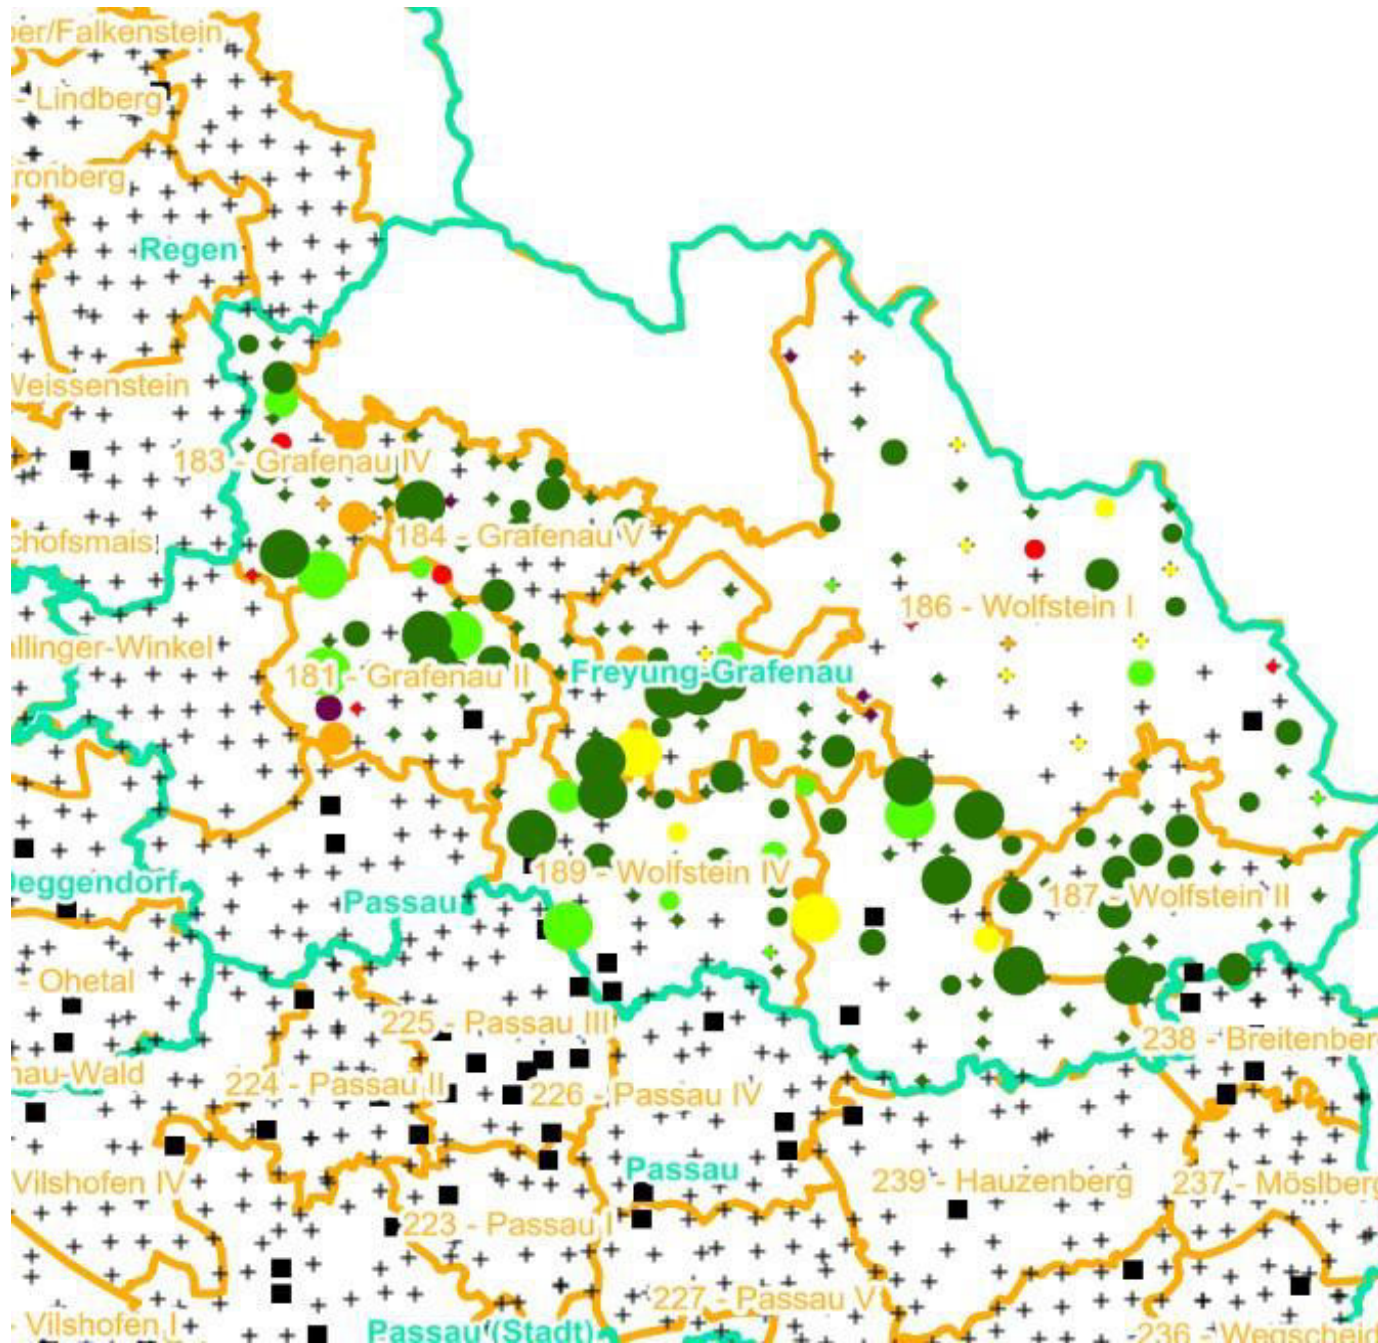 er/Falkenstein
- Lindberg
ronberg
Regen
Weissenstein
183 - Grafenau IV
184 - Grafenau V
chofsmais
186 - Wolfstein I
llinger-Winkel
181 - Grafenau II
Freyung-Grafenau
189 - Wolfstein IV
Deggendorf
187 - Wolfstein II
Passau
- Ohetal
225 - Passau III
238 - Breitenber
nau-Wald
224 - Passau II
226 - Passau IV
Passau
Vilshofen IV
239 - Hauzenberg
237 - Möslberg
223 - Passau I
227 - Passau V
- Vilshofen I
Passau (Stadt)
236 - Wegscheid